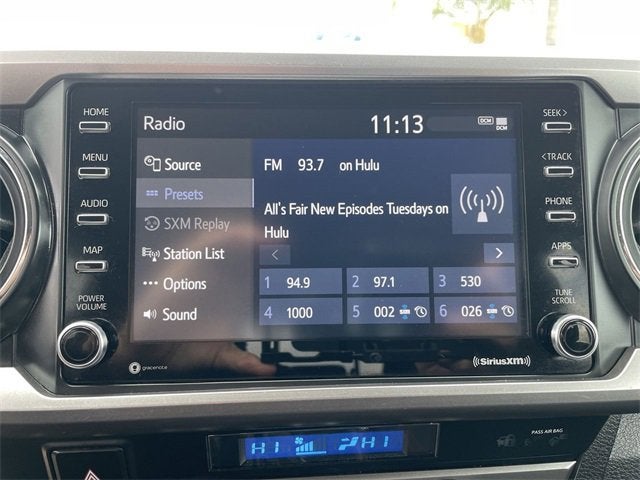 HOME
MENU
AUDIO
MAP
POWER
VOLUME
Radio
11:13
DCM
DCM
Source
Presets
SXM Replay
Station List
Options
Sound
FM 93.7 on Hulu
All's Fair New Episodes Tuesdays on
Hulu
< >
1 94.9
2 97.1
3 530
4 1000
5 002
6 026
SEEK >
< TRACK
PHONE
APPS
TUNE
SCROLL
gracenote
((SiriusXM))
HI HI
PASS AIR BAG